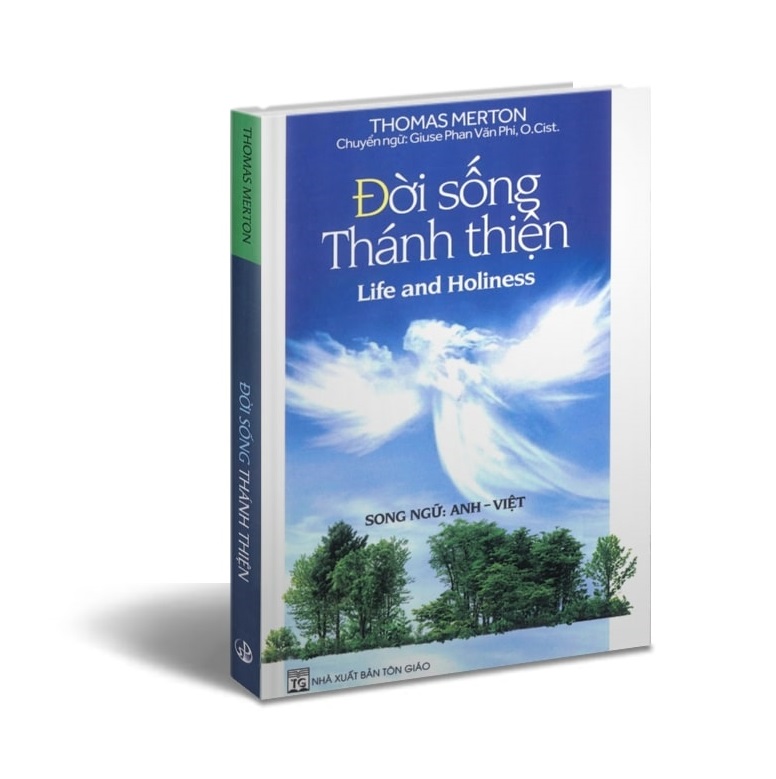 THOMAS MERTON
Chuyển ngữ: Giuse Phan Văn Phi, O.Cist.
Đời sống
Thánh thiện
Life and Holiness
SONG NGỮ: ANH - VIỆT
TG NHÀ XUẤT BẢN TÔN GIÁO
THOMAS MERTON
ĐỜI SỐNG THÁNH THIỆN